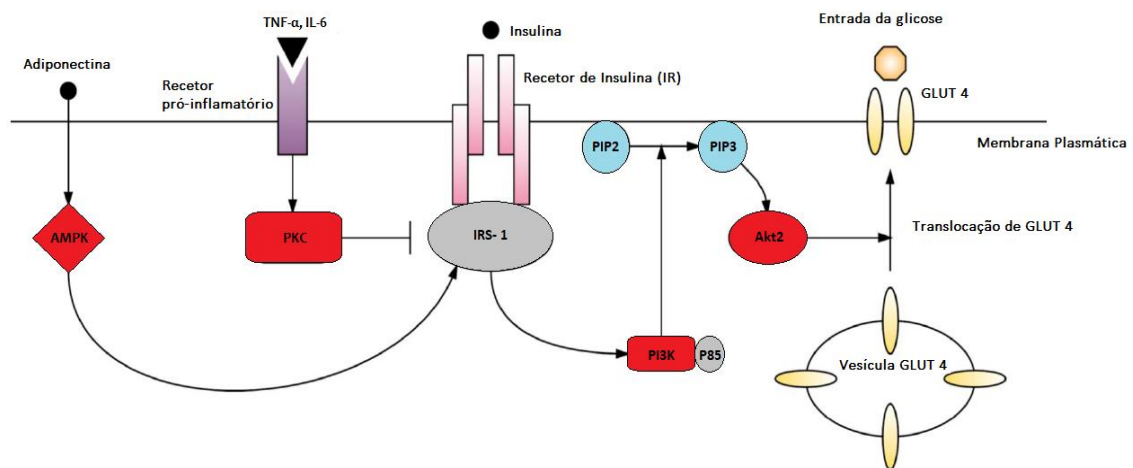 TNF-α, IL-6
Insulina
Entrada da glicose
Adiponectina
Recetor
pró-inflamatório
Recetor de Insulina (IR)
GLUT 4
PIP2
PIP3
Membrana Plasmática
AMPK
PKC
IRS- 1
Akt2
Translocação de GLUT 4
PI3K
P85
Vesícula GLUT 4